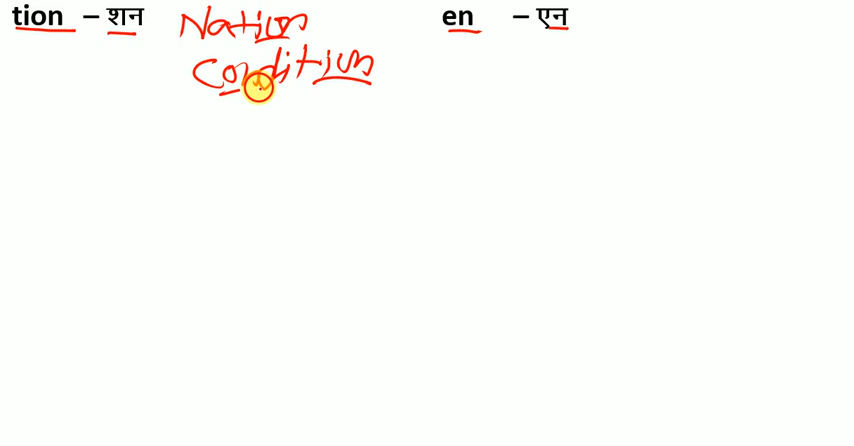 tion – शन Nation en – एन
Condition